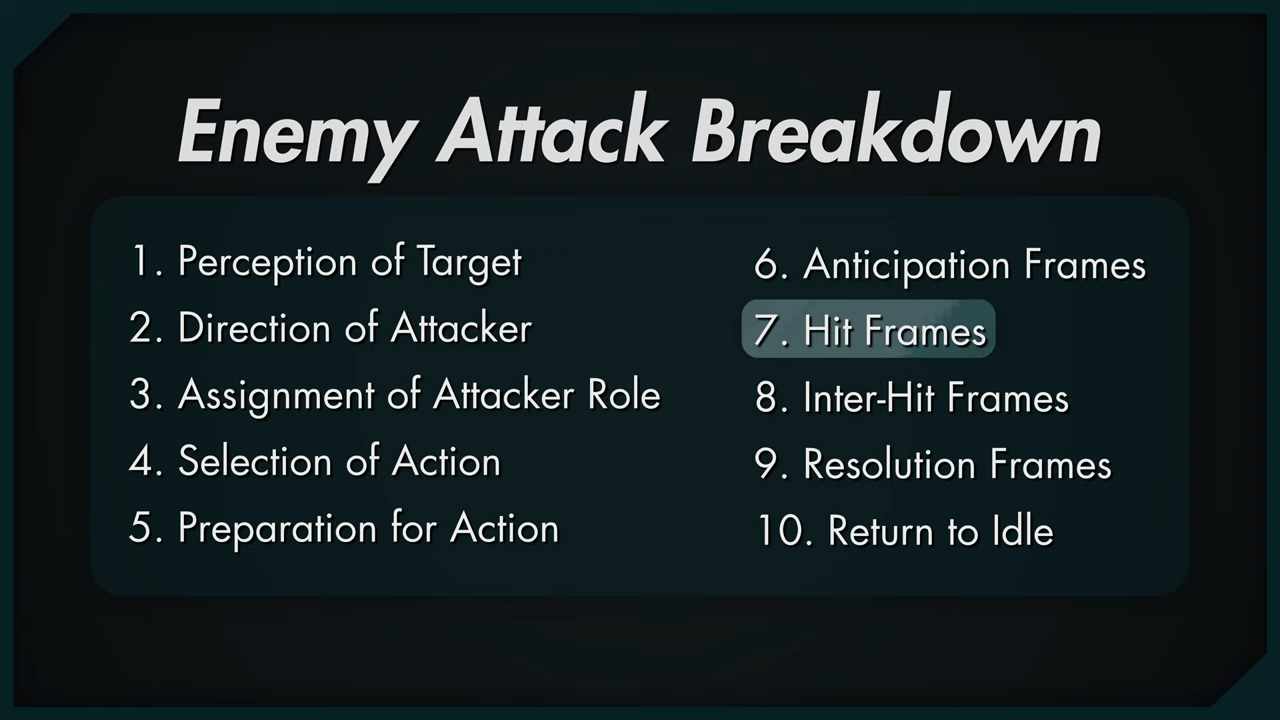 Enemy Attack Breakdown
1. Perception of Target
2. Direction of Attacker
3. Assignment of Attacker Role
4. Selection of Action
5. Preparation for Action
6. Anticipation Frames
7. Hit Frames
8. Inter-Hit Frames
9. Resolution Frames
10. Return to Idle